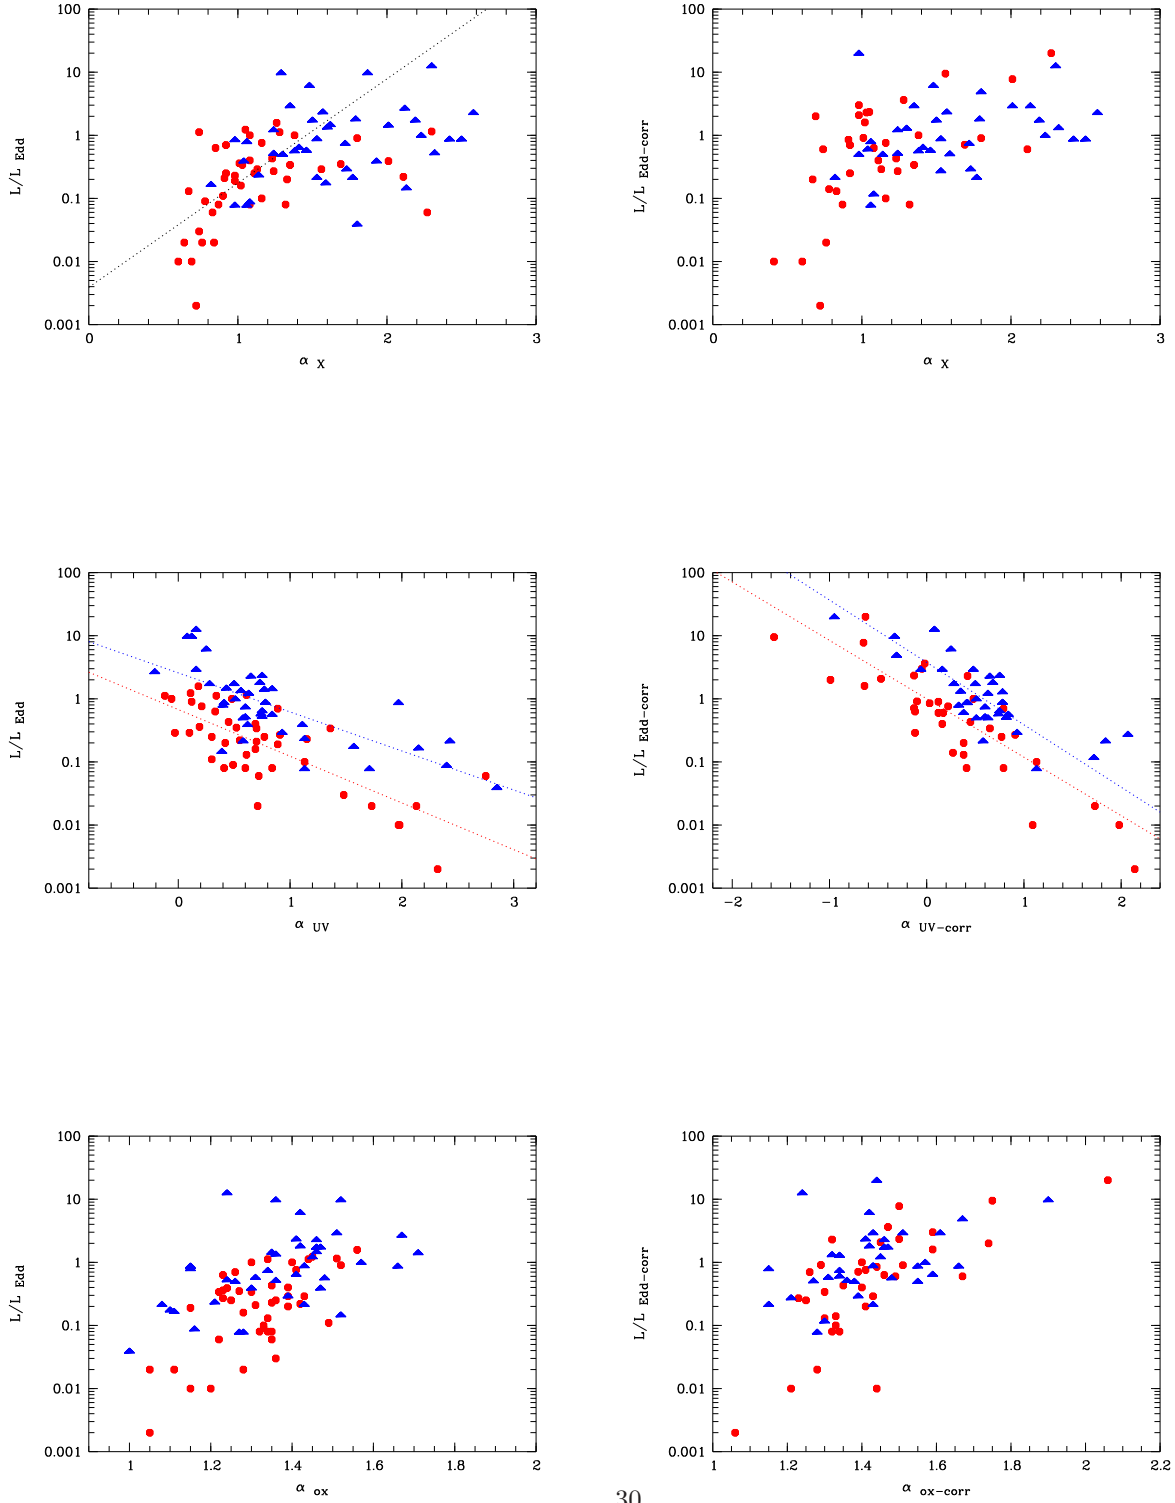 100
10
1
0.1
0.01
0.001
L/L Edd
0 1 2 3
α X
100
10
1
0.1
0.01
0.001
L/L Edd-corr
0 1 2 3
α X
100
10
1
0.1
0.01
0.001
L/L Edd
0 1 2 3
α UV
100
10
1
0.1
0.01
0.001
L/L Edd-corr
−2 −1 0 1 2
α UV-corr
100
10
1
0.1
0.01
0.001
L/L Edd
1 1.2 1.4 1.6 1.8 2
α ox
100
10
1
0.1
0.01
0.001
L/L Edd-corr
1 1.2 1.4 1.6 1.8 2 2.2
α ox-corr
30